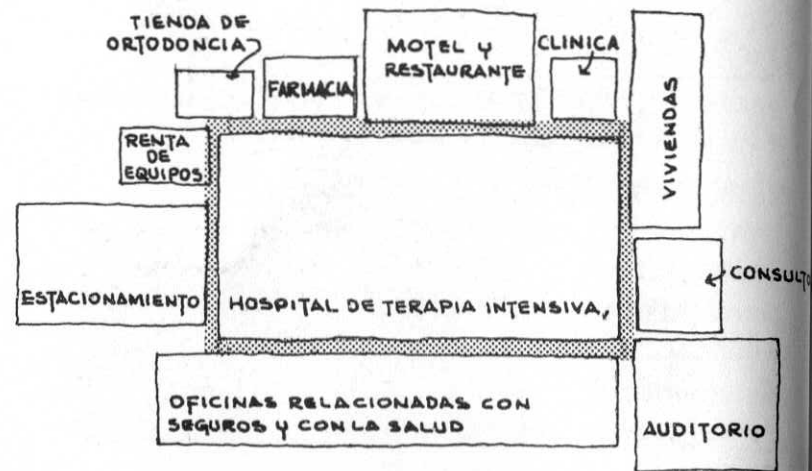 TIENDA DE
ORTODONCIA
FARMACIA
MOTEL Y
RESTAURANTE
CLINICA
VIVIENDAS
RENTA
DE
EQUIPOS
ESTACIONAMIENTO
HOSPITAL DE TERAPIA INTENSIVA,
OFICINAS RELACIONADAS CON
SEGUROS Y CON LA SALUD
AUDITORIO